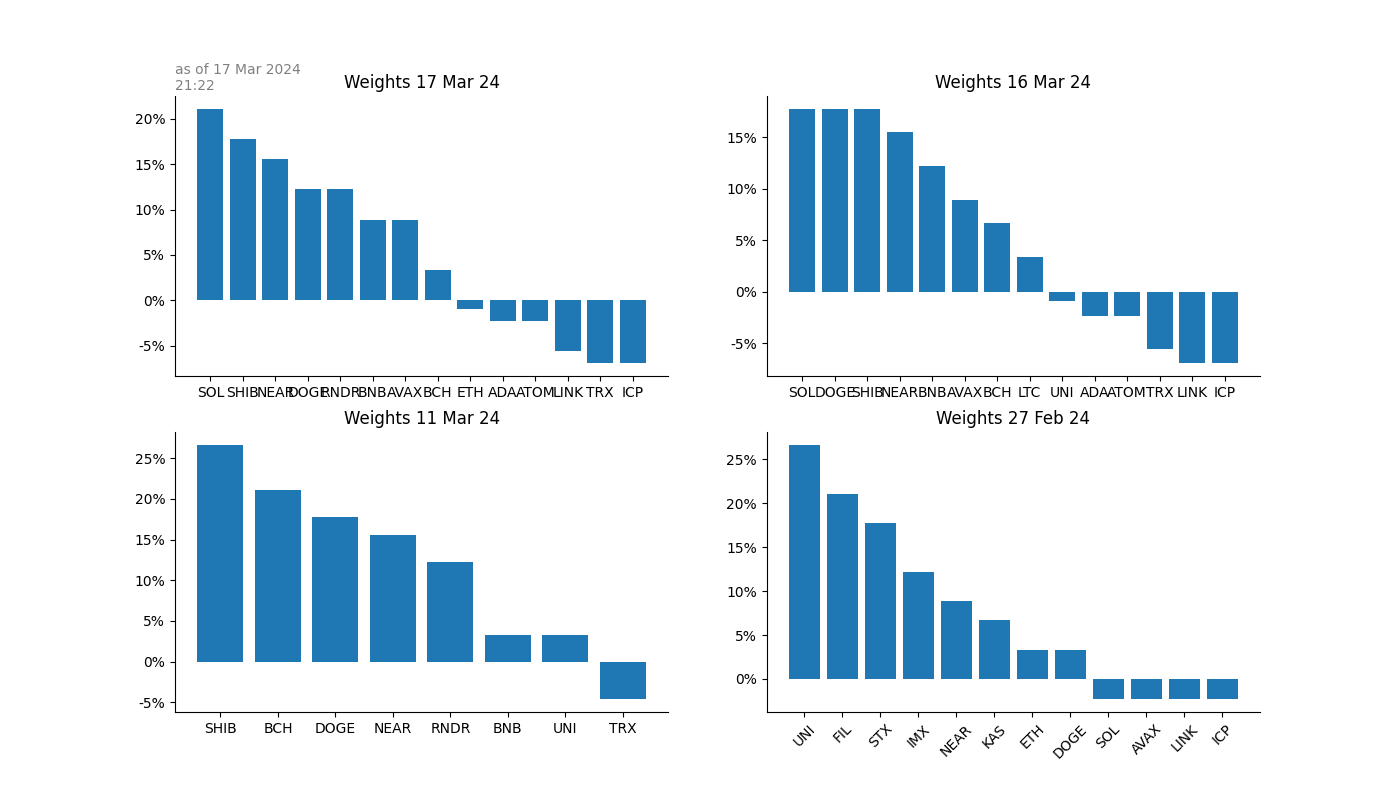 as of 17 Mar 2024
21:22
Weights 17 Mar 24
20%
15%
10%
5%
0%
-5%
SOL SHIB NEAR DOGE RNDR BNB AVAX BCH ETH ADA ATOM LINK TRX ICP
Weights 16 Mar 24
15%
10%
5%
0%
-5%
SOL DOGE SHIB NEAR BNB AVAX BCH LTC UNI ADA ATOM TRX LINK ICP
Weights 11 Mar 24
25%
20%
15%
10%
5%
0%
-5%
SHIB BCH DOGE NEAR RNDR BNB UNI TRX
Weights 27 Feb 24
25%
20%
15%
10%
5%
0%
UNI FIL STX IMX NEAR KAS ETH DOGE SOL AVAX LINK ICP